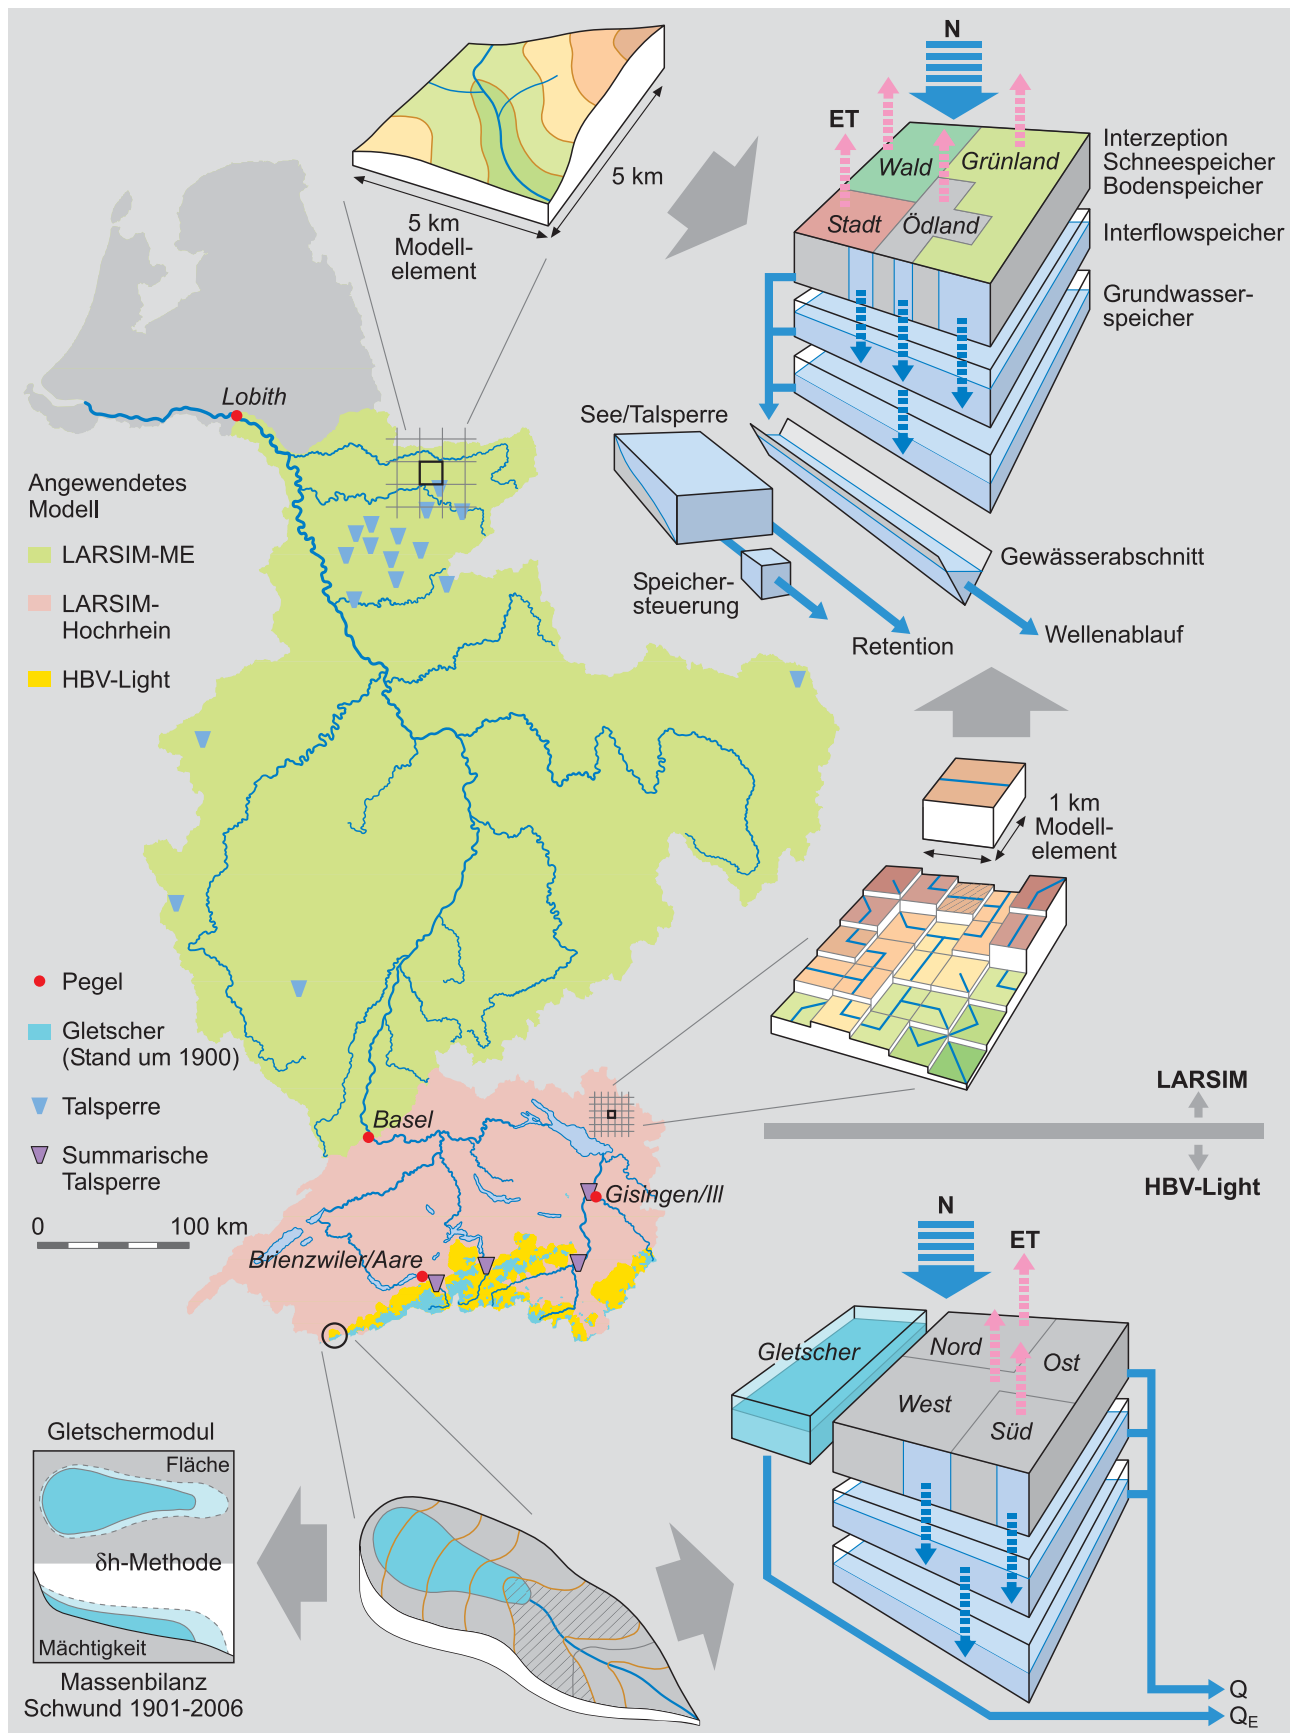 N
ET
Wald
Grünland
Stadt
Ödland
Interzeption
Schneespeicher
Bodenspeicher
Interflowspeicher
Grundwasser-
speicher
5 km
5 km
Modell-
element
Lobith
See/Talsperre
Angewendetes
Modell
LARSIM-ME
LARSIM-
Hochrhein
HBV-Light
Gewässerabschnitt
Speicher-
steuerung
Retention
Wellenablauf
1 km
Modell-
element
Pegel
Gletscher
(Stand um 1900)
Talsperre
Summarische
Talsperre
0 100 km
Basel
Gisingen/Ill
Brienzwiler/Aare
LARSIM
HBV-Light
N
ET
Gletscher
Nord
Ost
West
Süd
Gletschermodul
Fläche
δh-Methode
Mächtigkeit
Massenbilanz
Schwund 1901-2006
Q
QE